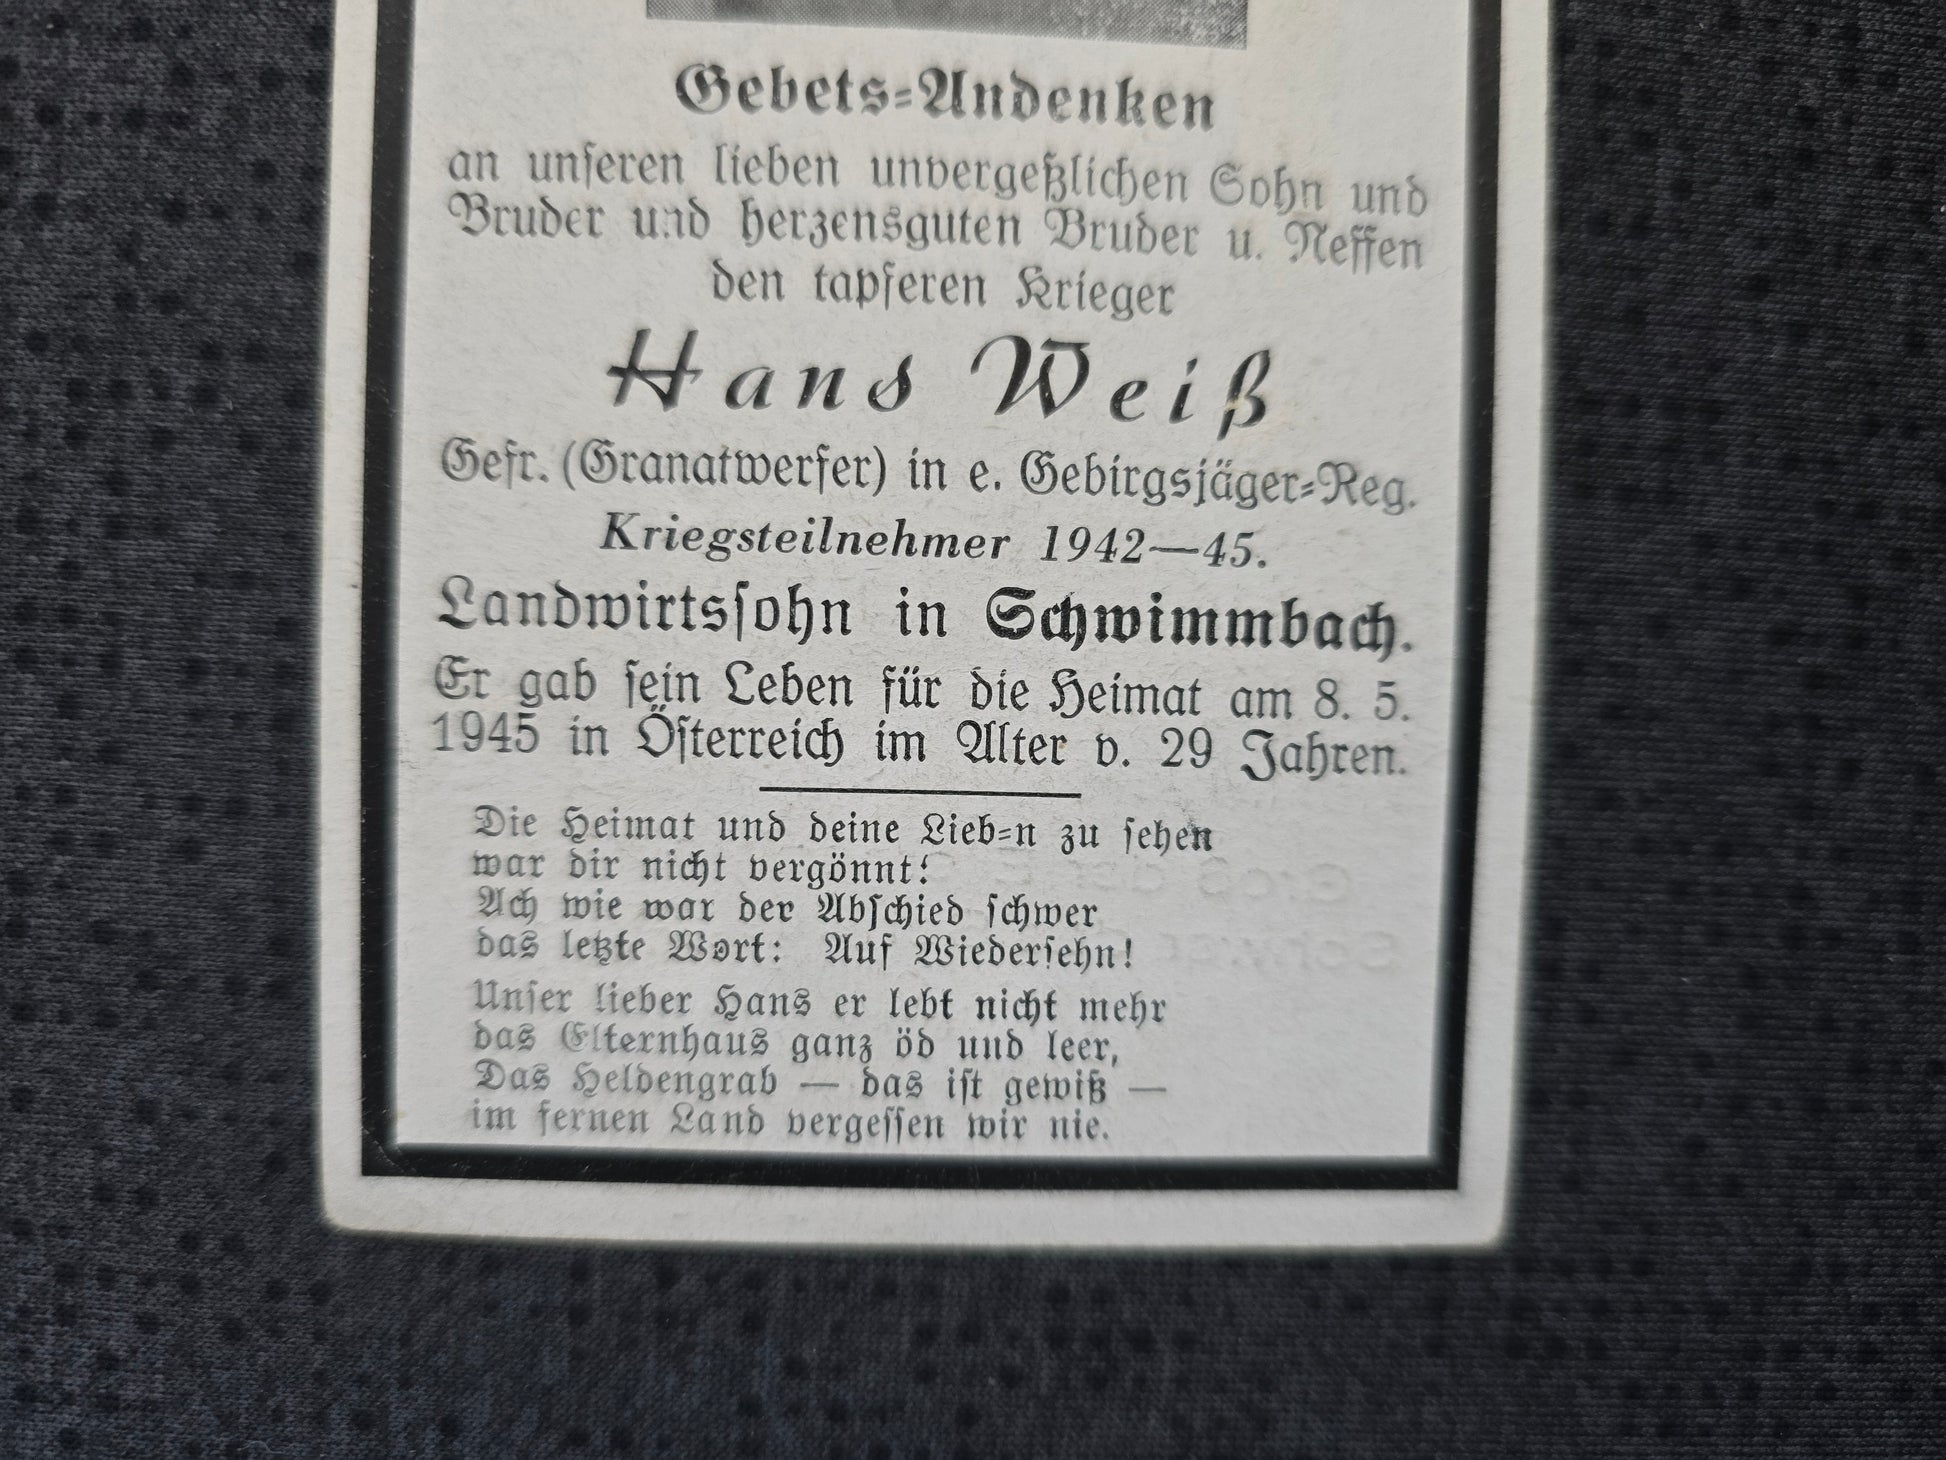 Gebets=Andenken
an unseren lieben unvergeßlichen Sohn und
Bruder und herzensguten Bruder u. Neffen
den tapferen Krieger
Hans Weiß
Gefr. (Granatwerfer) in e. Gebirgsjäger=Reg.
Kriegsteilnehmer 1942—45.
Landwirtssohn in Schwimmbach.
Er gab sein Leben für die Heimat am 8. 5.
1945 in Österreich im Alter v. 29 Jahren.
Die Heimat und deine Lieb=n zu sehen
war dir nicht vergönnt!
Ach wie war der Abschied schwer
das letzte Wort: Auf Wiedersehn!
Unser lieber Hans er lebt nicht mehr
das Elternhaus ganz öd und leer,
Das Heldengrab — das ist gewiß —
im fernen Land vergessen wir nie.